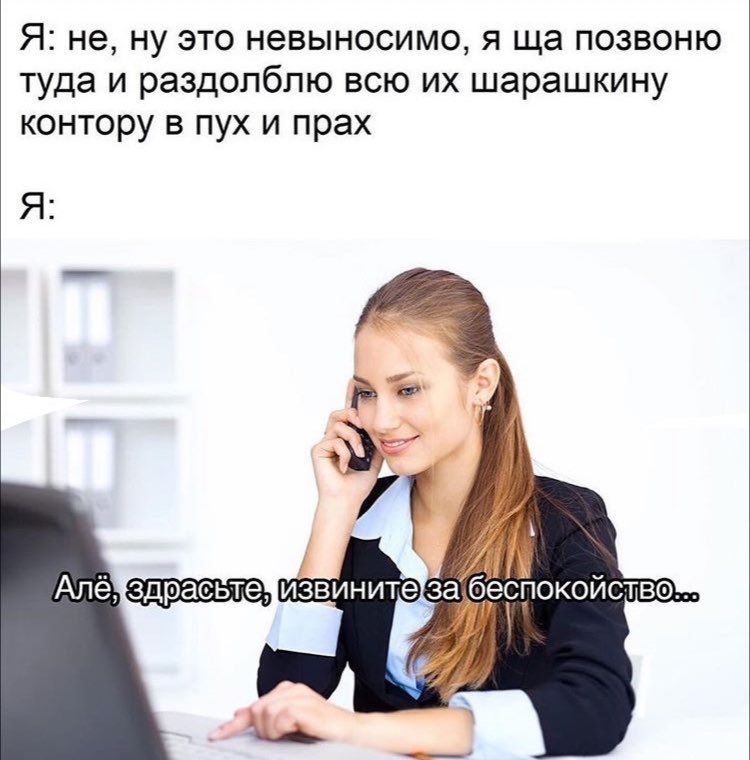 Я: не, ну это невыносимо, я ща позвоню
туда и раздолблю всю их шарашкину
контору в пух и прах
Я:
Алё, здрасьте, извините за беспокойство...